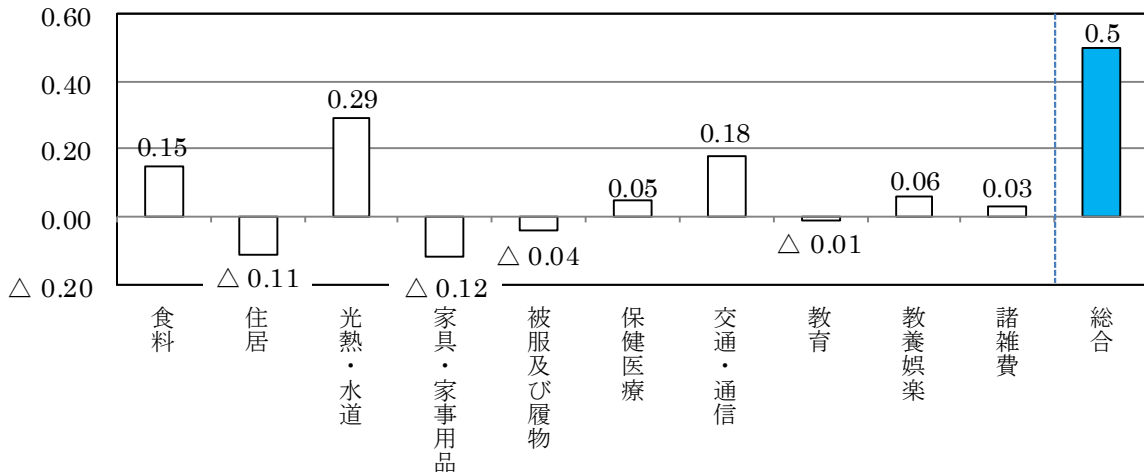 0.60
0.40
0.20
0.00
△ 0.20
0.15
△ 0.11
0.29
△ 0.12
△ 0.04
0.05
0.18
△ 0.01
0.06
0.03
0.5
食料
住居
光熱・水道
家具・家事用品
被服及び履物
保健医療
交通・通信
教育
教養娯楽
諸雑費
総合